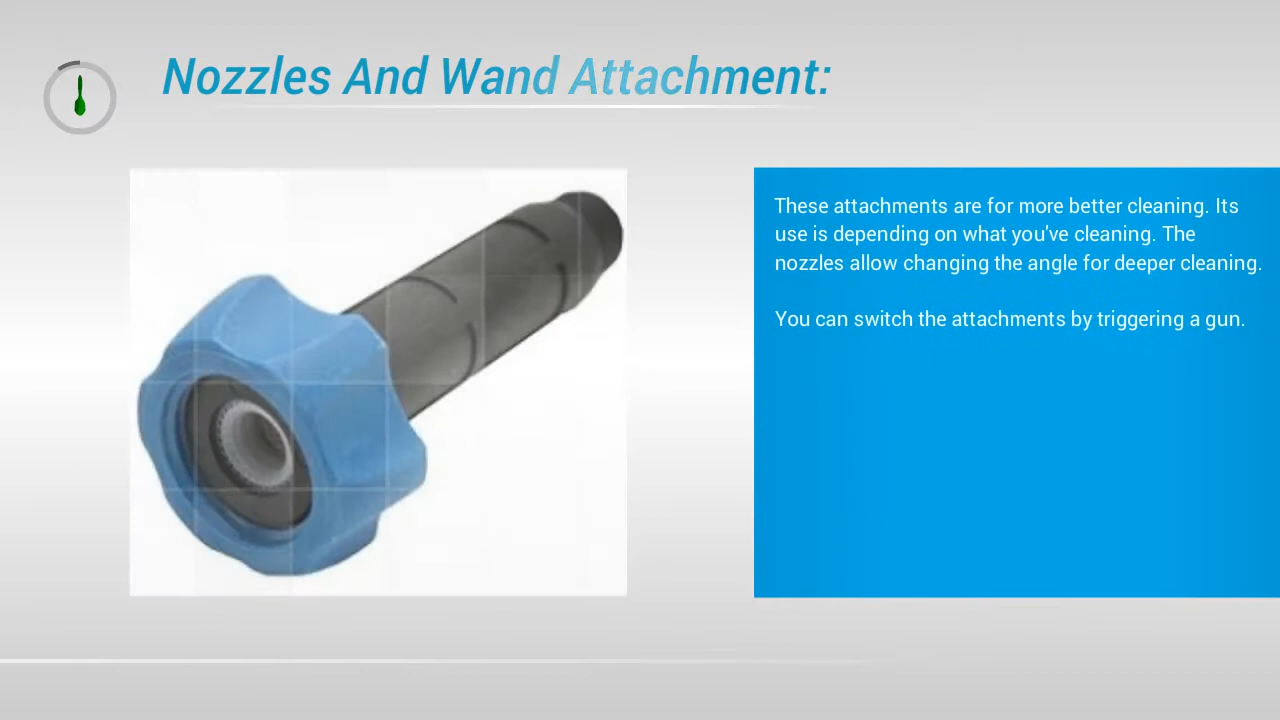 Nozzles And Wand Attachment:
These attachments are for more better cleaning. Its
use is depending on what you've cleaning. The
nozzles allow changing the angle for deeper cleaning.
You can switch the attachments by triggering a gun.